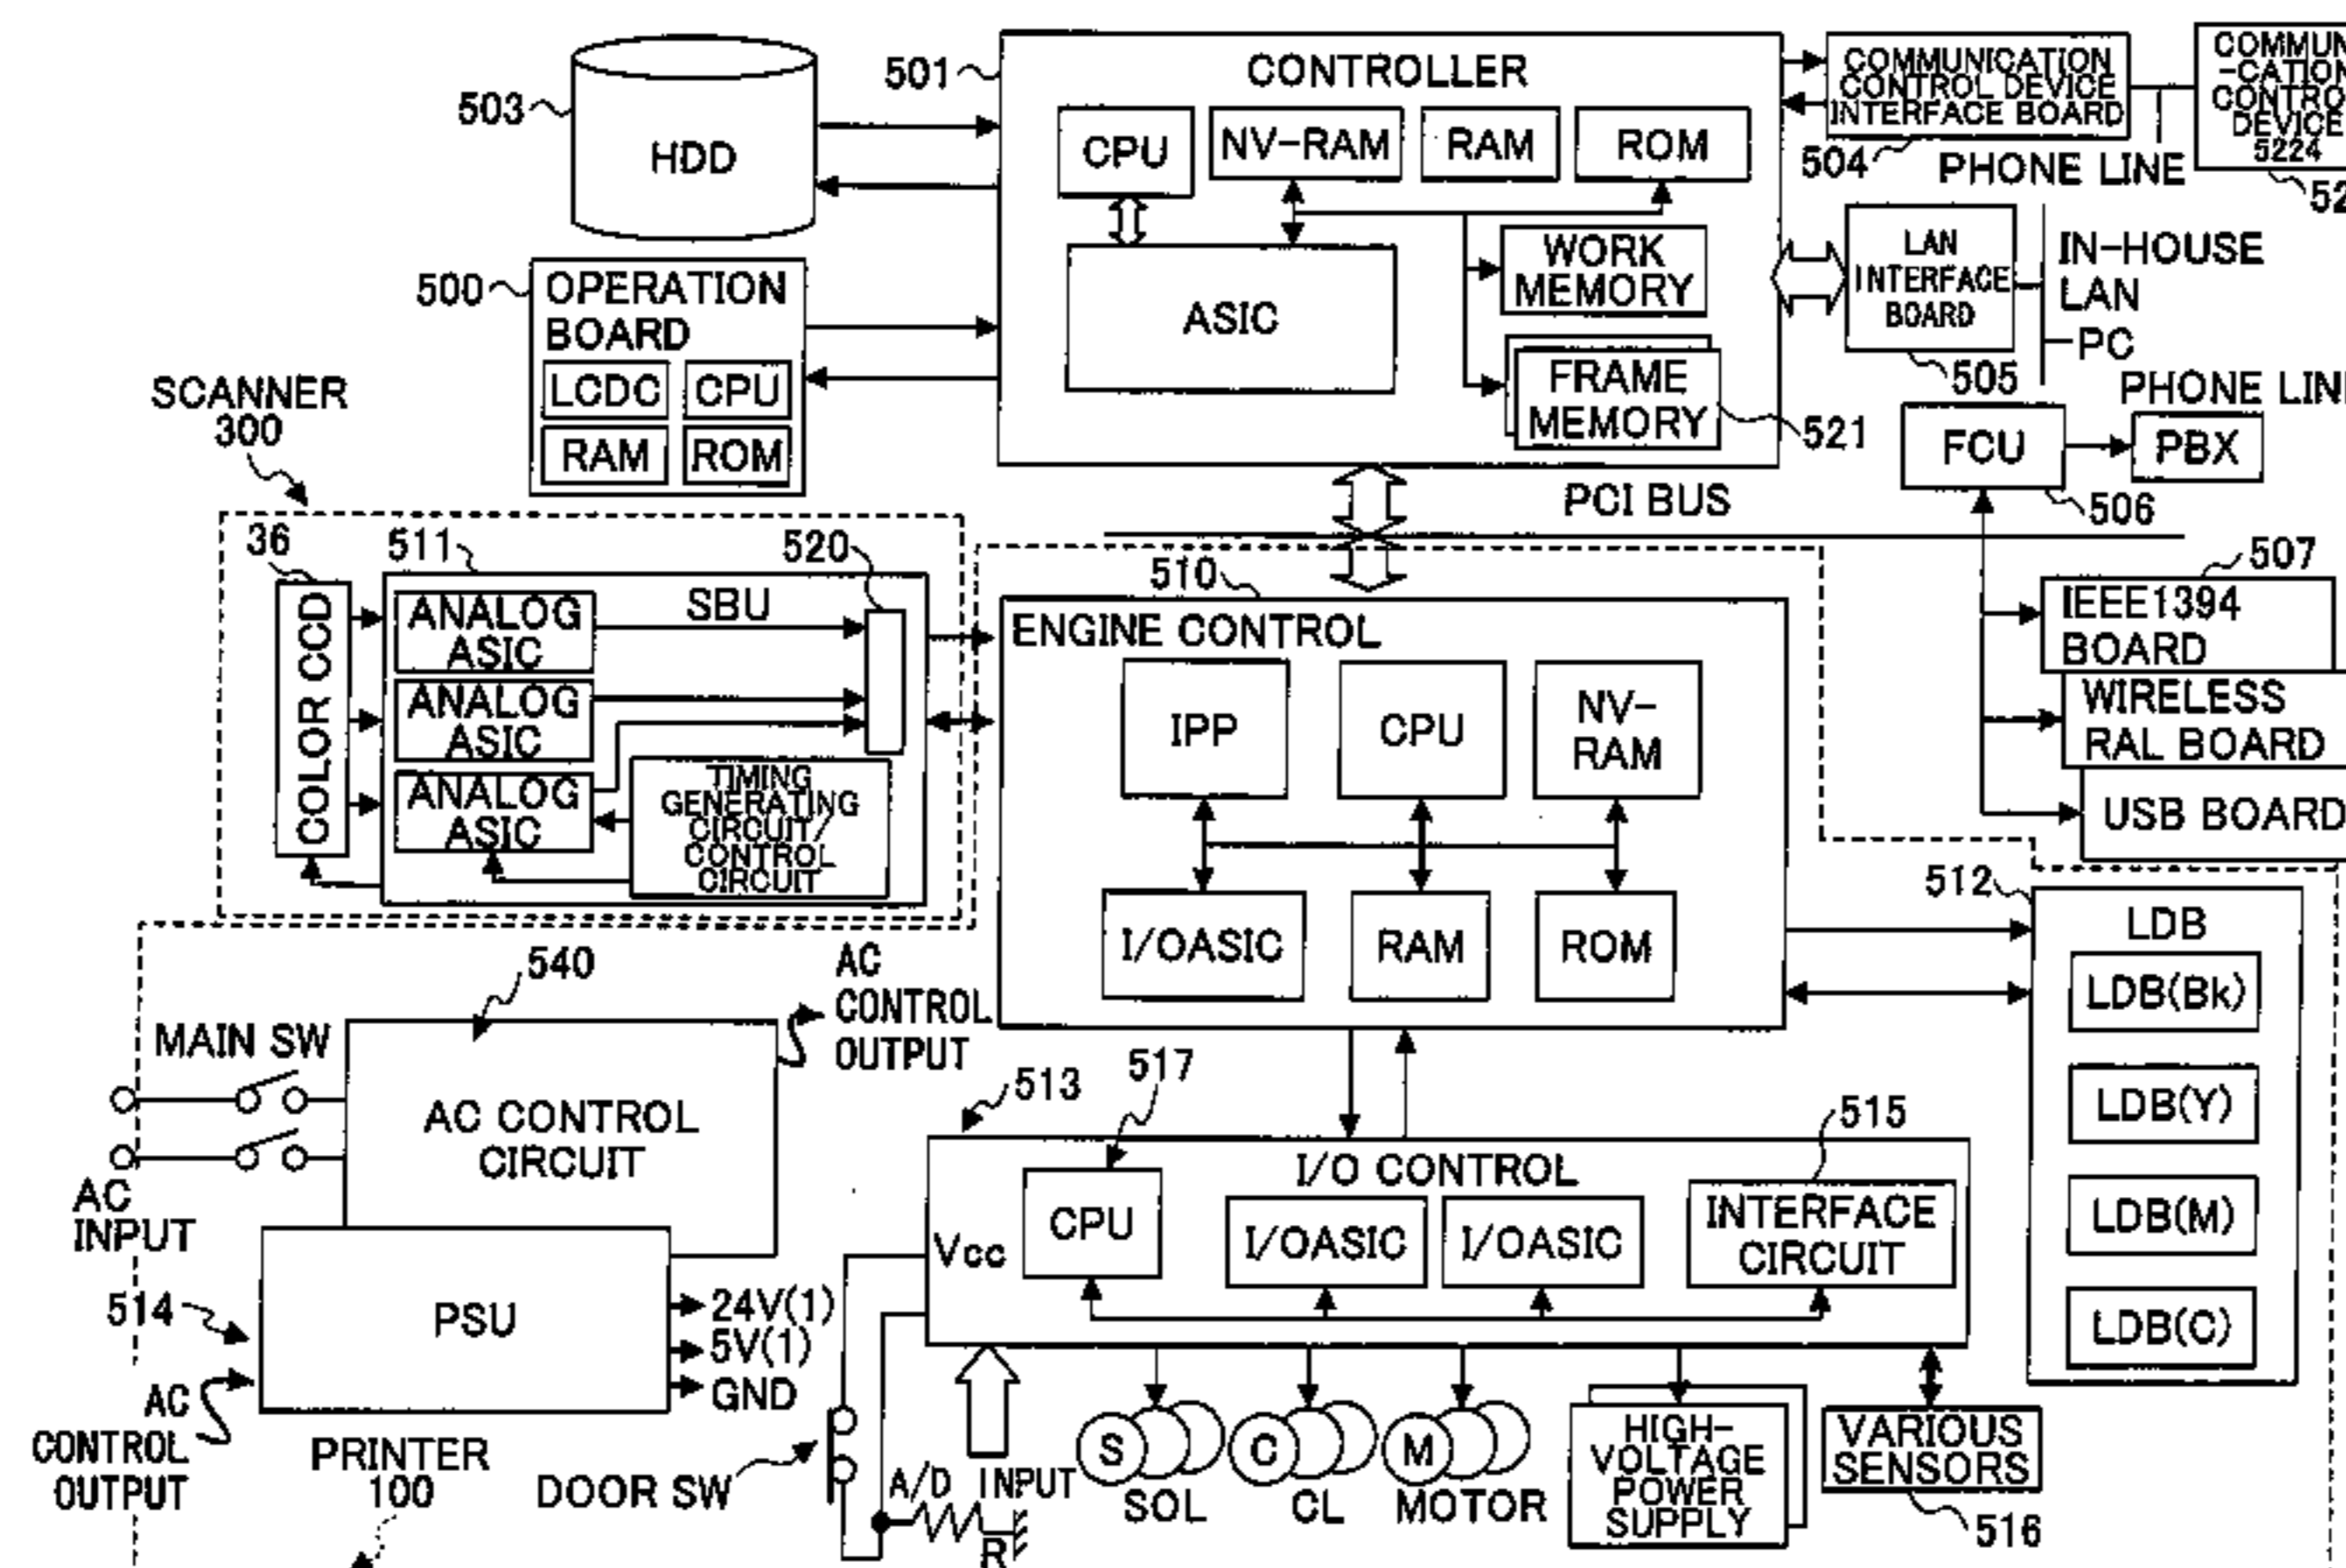 503
HDD
501
CONTROLLER
CPU
NV-RAM
RAM
ROM
ASIC
WORK
MEMORY
FRAME
MEMORY
521
COMMUNICATION
CONTROL DEVICE
INTERFACE BOARD
504
PHONE LINE
DEVICE
5224
LAN
INTERFACE
BOARD
505
IN-HOUSE
LAN
PC
500
OPERATION
BOARD
LCDC
CPU
RAM
ROM
PHONE LINE
FCU
506
PBX
PCI BUS
507
IEEE1394
BOARD
WIRELESS
RAL BOARD
USB BOARD
SCANNER
300
36
COLOR CCD
511
SBU
520
ANALOG
ASIC
ANALOG
ASIC
ANALOG
ASIC
TIMING
GENERATING
CIRCUIT/
CONTROL
CIRCUIT
510
ENGINE CONTROL
IPP
CPU
NV-
RAM
I/OASIC
RAM
ROM
512
LDB
LDB(Bk)
LDB(Y)
LDB(M)
LDB(C)
540
AC
CONTROL
OUTPUT
MAIN SW
AC CONTROL
CIRCUIT
AC
INPUT
514
PSU
24V(1)
5V(1)
GND
AC
CONTROL
OUTPUT
PRINTER
100
513
517
515
I/O CONTROL
Vcc
CPU
I/OASIC
I/OASIC
INTERFACE
CIRCUIT
DOOR SW
A/D
INPUT
R
S
SOL
C
CL
M
MOTOR
HIGH-
VOLTAGE
POWER
SUPPLY
VARIOUS
SENSORS
516